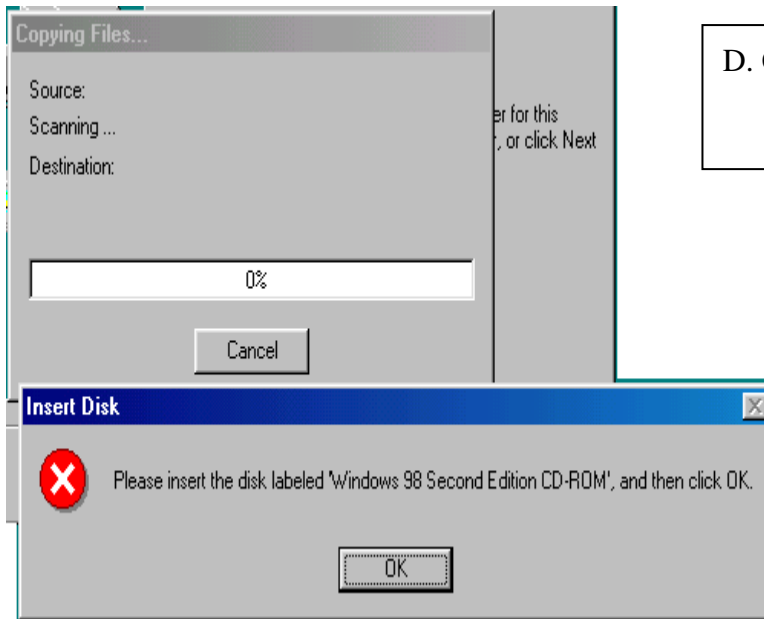 Copying Files...
Source:
Scanning ...
Destination:
er for this
, or click Next
0%
Cancel
D.
Insert Disk
Please insert the disk labeled 'Windows 98 Second Edition CD-ROM', and then click OK.
OK